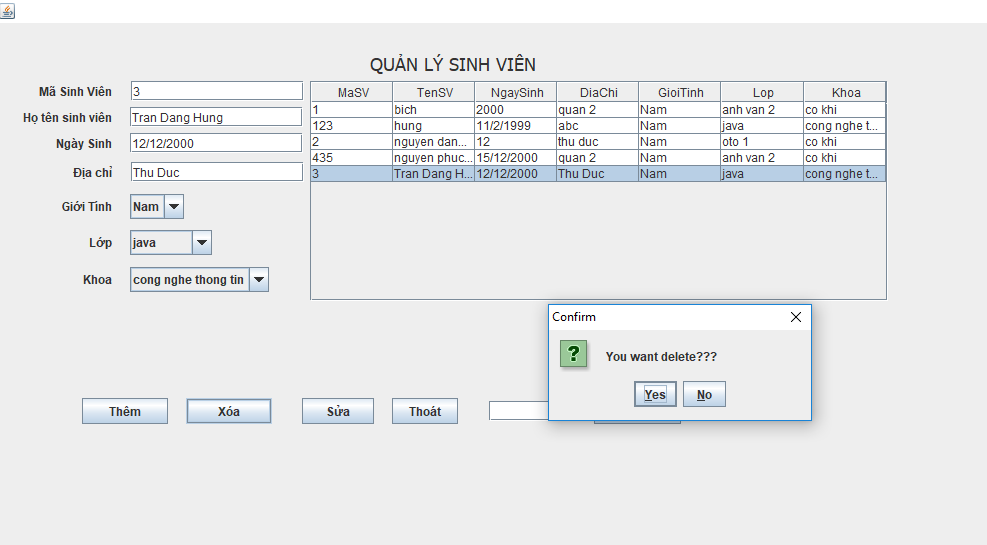 QUẢN LÝ SINH VIÊN
Mã Sinh Viên 3
Họ tên sinh viên Tran Dang Hung
Ngày Sinh 12/12/2000
Địa chỉ Thu Duc
Giới Tính Nam
Lớp java
Khoa cong nghe thong tin
MaSV TenSV NgaySinh DiaChi GioiTinh Lop Khoa
1 bich 2000 quan 2 Nam anh van 2 co khi
123 hung 11/2/1999 abc Nam java cong nghe t...
2 nguyen dan... 12 thu duc Nam oto 1 co khi
435 nguyen phuc... 15/12/2000 quan 2 Nam anh van 2 co khi
3 Tran Dang H... 12/12/2000 Thu Duc Nam java cong nghe t...
Confirm
?
You want delete???
Yes No
Thêm Xóa Sửa Thoát